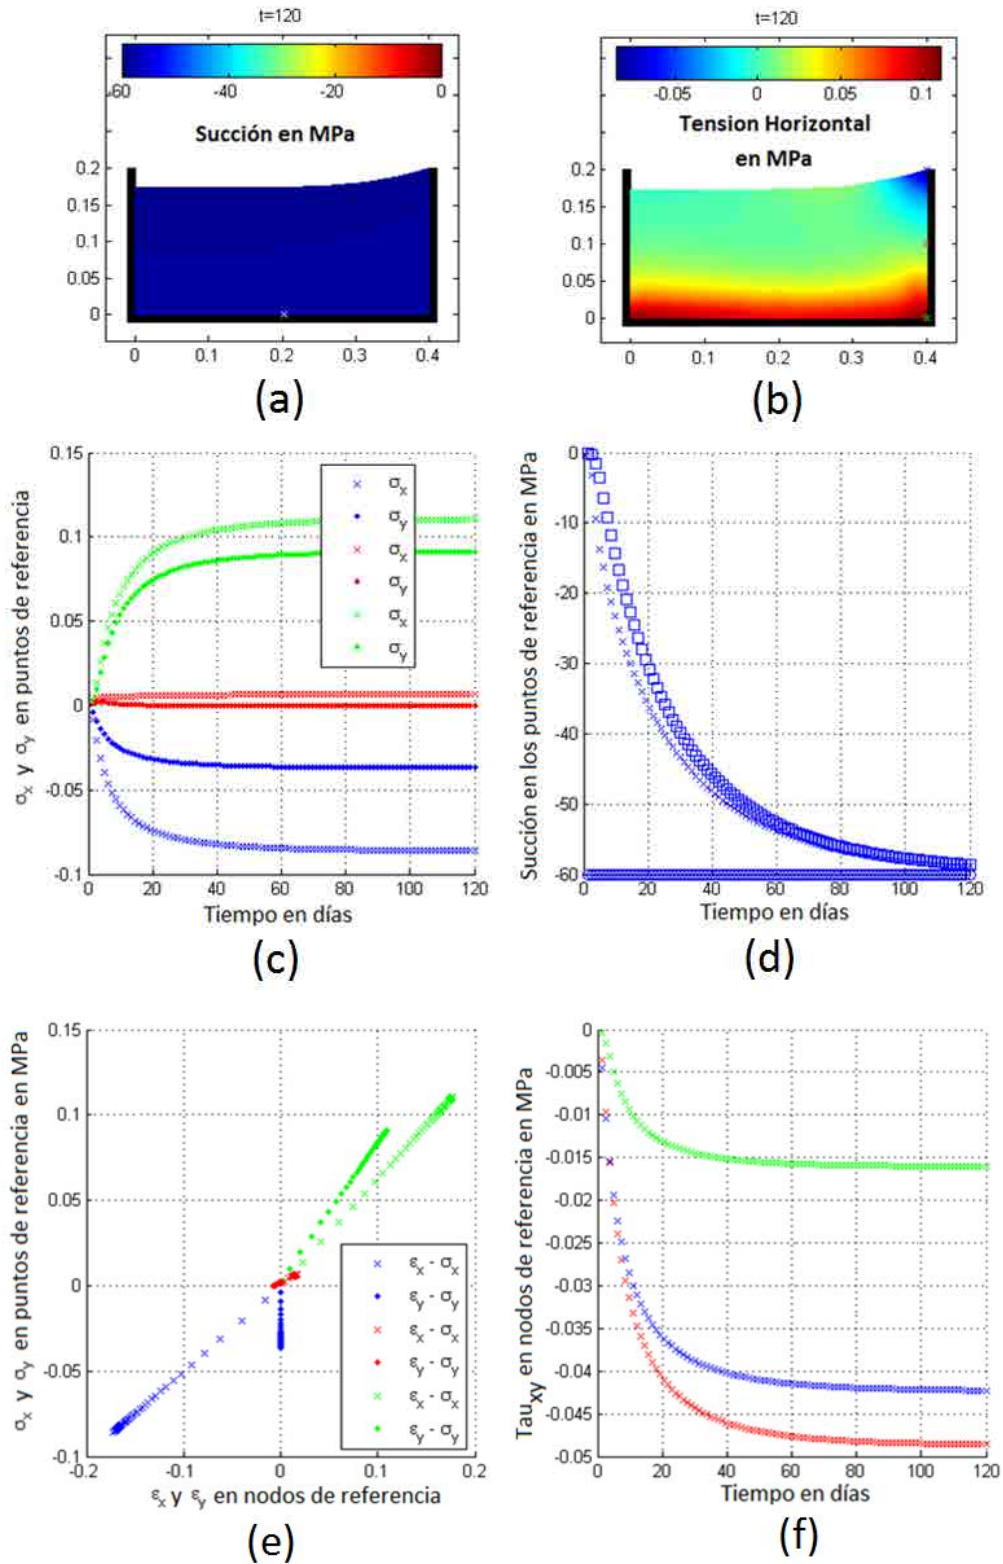 t=120
-60 -40 -20 0
Succión en MPa
0.2
0.15
0.1
0.05
0
0 0.1 0.2 0.3 0.4
(a)
t=120
-0.05 0 0.05 0.1
Tension Horizontal
en MPa
0.2
0.15
0.1
0.05
0
0 0.1 0.2 0.3 0.4
(b)
σx y σy en puntos de referencia
0.15
0.1
0.05
0
-0.05
-0.1
0 20 40 60 80 100 120
σx
σy
σx
σy
σx
σy
Tiempo en días
(c)
Succión en los puntos de referencia en MPa
0
-10
-20
-30
-40
-50
-60
0 20 40 60 80 100 120
Tiempo en días
(d)
σx y σy en puntos de referencia en MPa
0.15
0.1
0.05
0
-0.05
-0.1
-0.2 -0.1 0 0.1 0.2
εx - σx
εy - σy
εx - σx
εy - σy
εx - σx
εy - σy
εx y εy en nodos de referencia
(e)
Tauxy en nodos de referencia en MPa
0
-0.005
-0.01
-0.015
-0.02
-0.025
-0.03
-0.035
-0.04
-0.045
-0.05
0 20 40 60 80 100 120
Tiempo en días
(f)